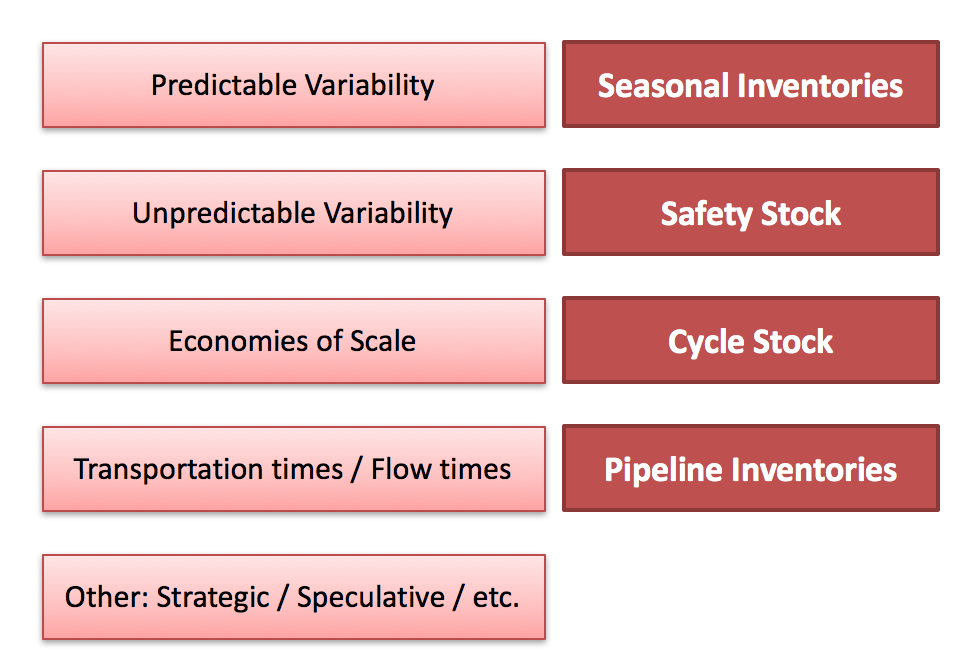 Predictable Variability
Seasonal Inventories
Unpredictable Variability
Safety Stock
Economies of Scale
Cycle Stock
Transportation times / Flow times
Pipeline Inventories
Other: Strategic / Speculative / etc.